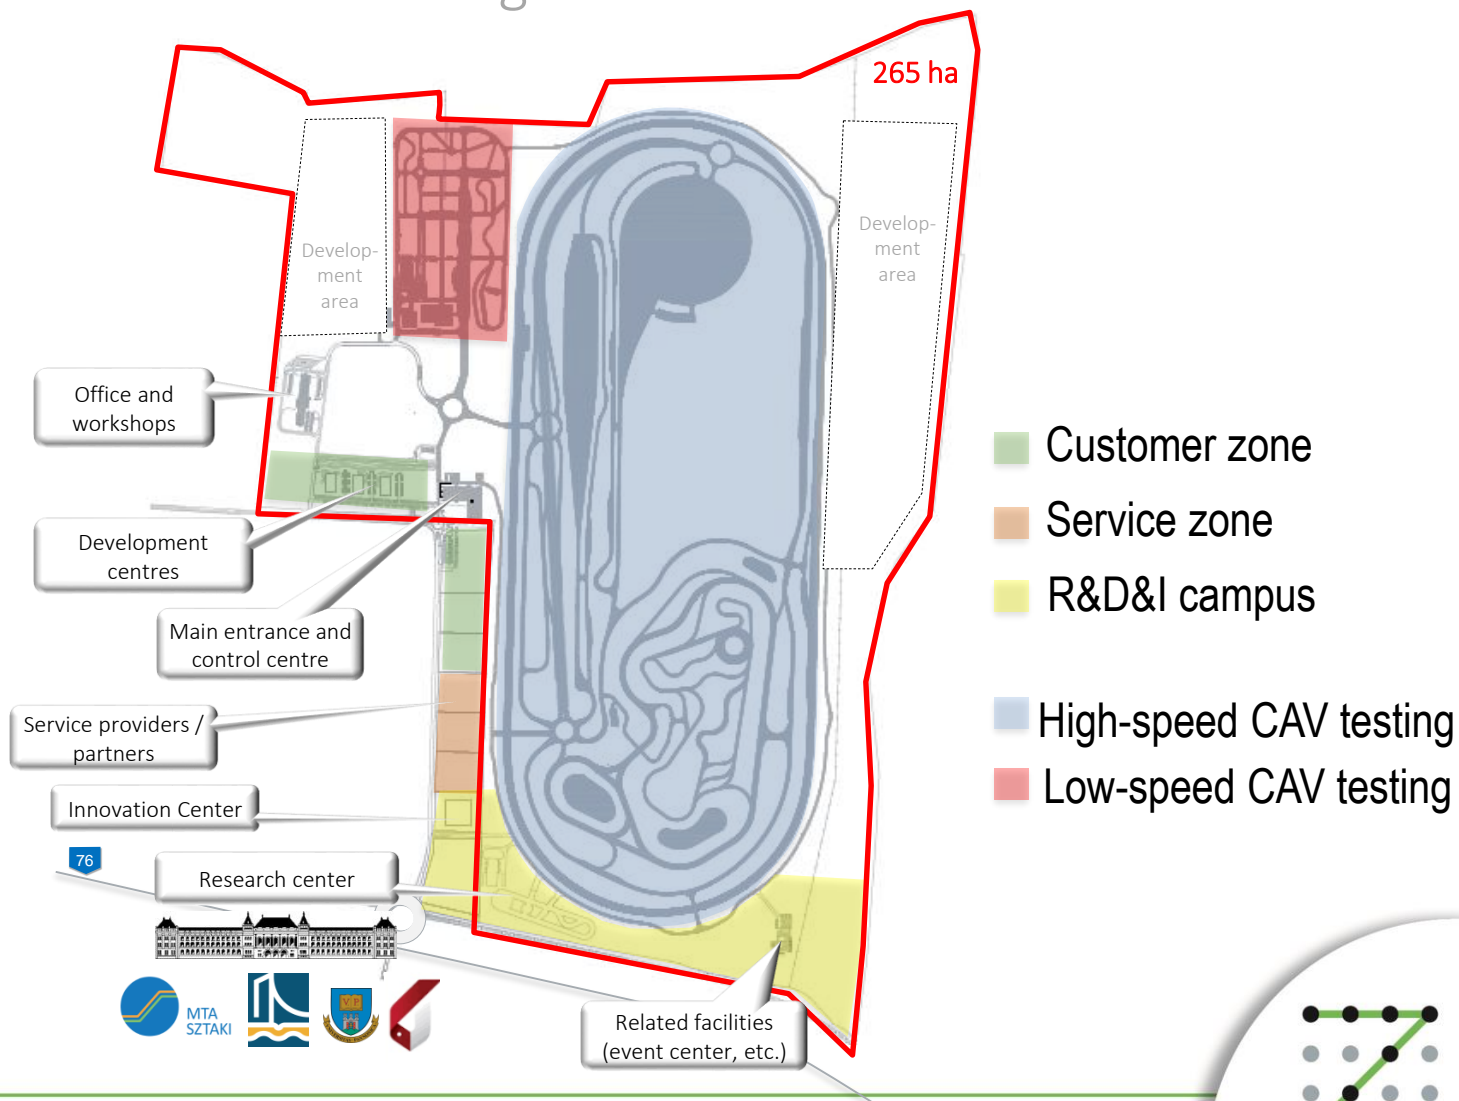 265 ha
Develop-
ment
area
Develop-
ment
area
Office and
workshops
Development
centres
Main entrance and
control centre
Service providers /
partners
Innovation Center
76
Research center
MTA
SZTAKI
VP
Related facilities
(event center, etc.)
Customer zone
Service zone
R&D&I campus
High-speed CAV testing
Low-speed CAV testing